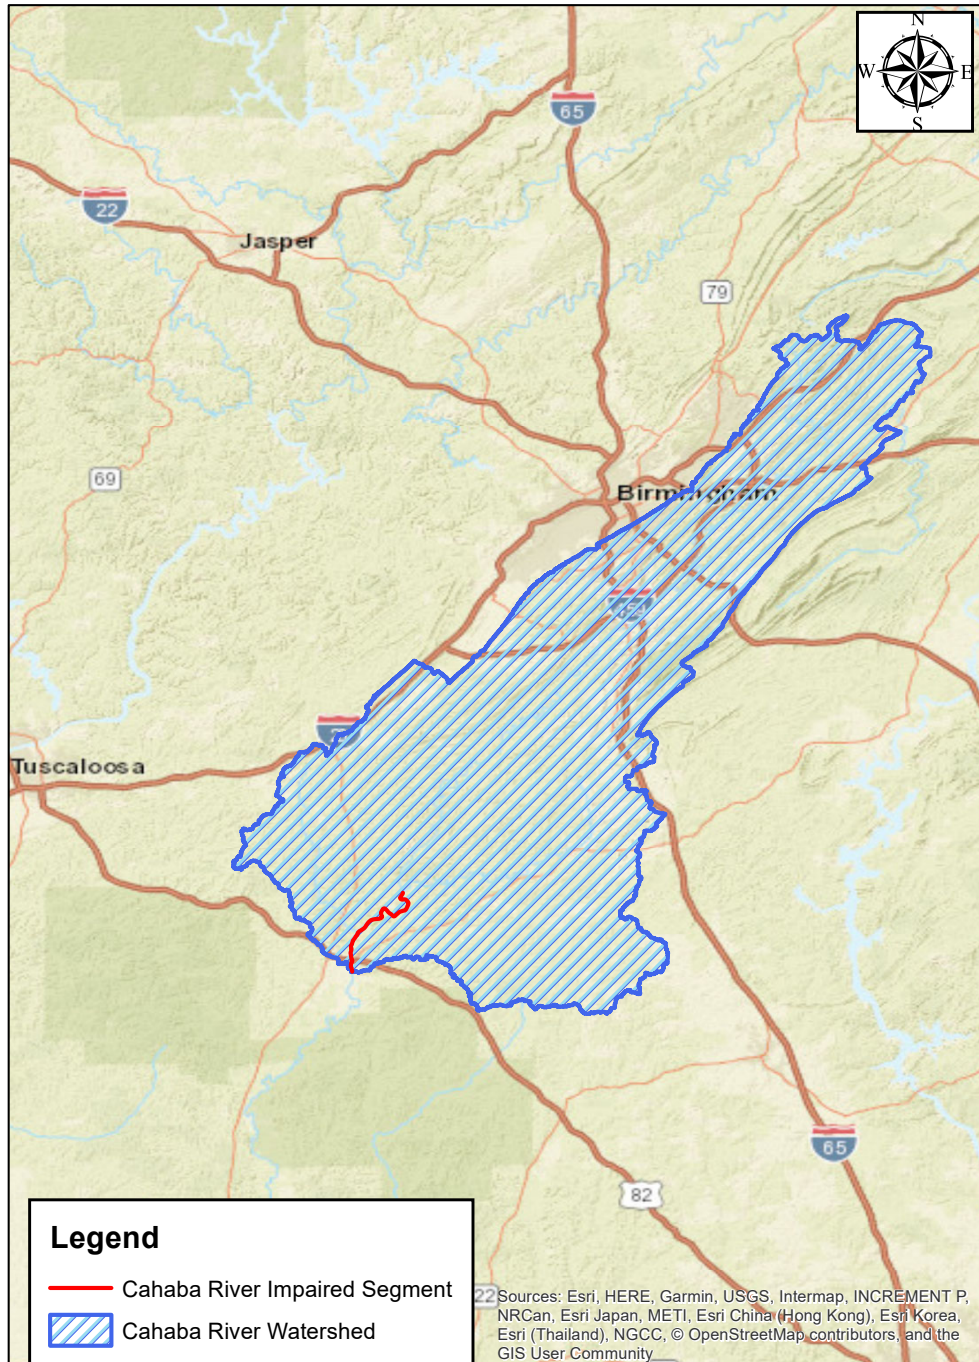 N
W E
S
65
22
Jasper
79
69
Birmingham
Tuscaloosa
65
82
Legend
Cahaba River Impaired Segment
Cahaba River Watershed
22
Sources: Esri, HERE, Garmin, USGS, Intermap, INCREMENT P,
NRCan, Esri Japan, METI, Esri China (Hong Kong), Esri Korea,
Esri (Thailand), NGCC, © OpenStreetMap contributors, and the
GIS User Community